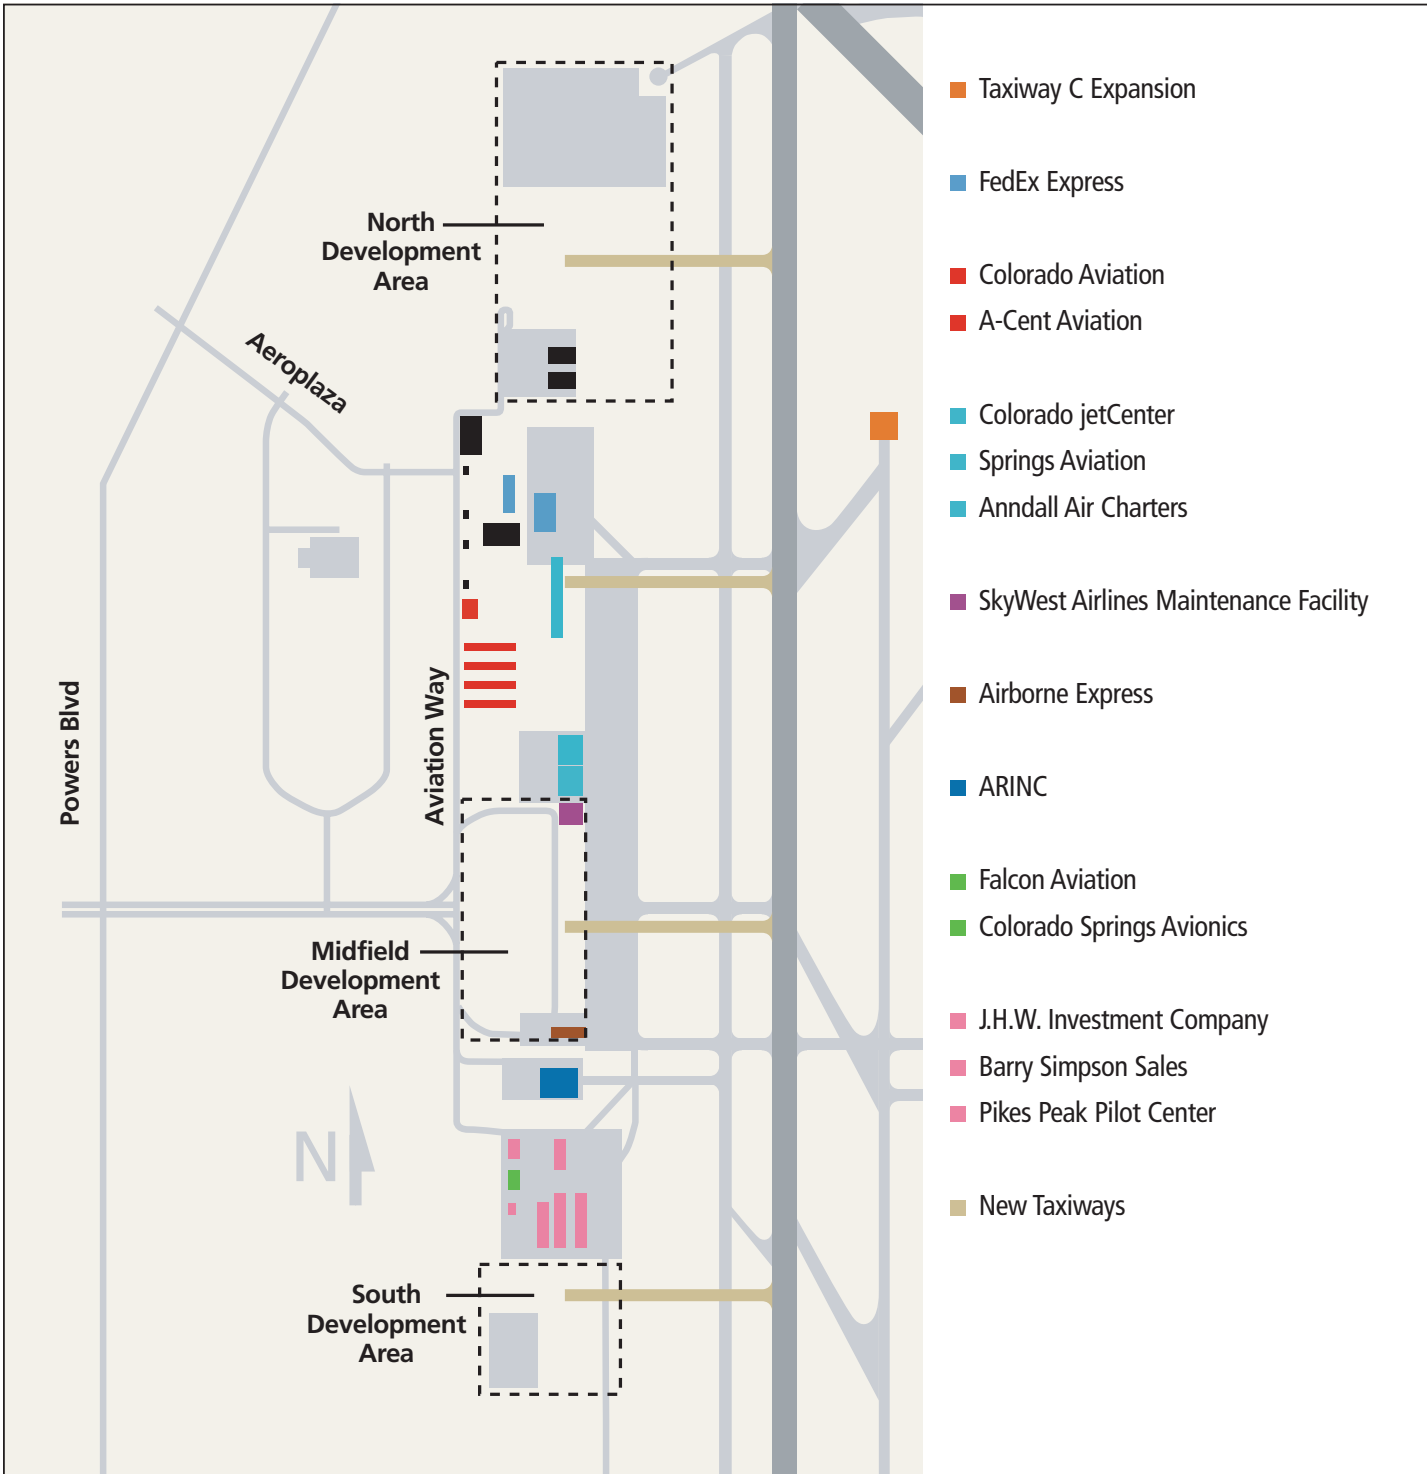 North
Development
Area
Aeroplaza
Powers Blvd
Aviation Way
Midfield
Development
Area
N
South
Development
Area
Taxiway C Expansion
FedEx Express
Colorado Aviation
A-Cent Aviation
Colorado jetCenter
Springs Aviation
Anndall Air Charters
SkyWest Airlines Maintenance Facility
Airborne Express
ARINC
Falcon Aviation
Colorado Springs Avionics
J.H.W. Investment Company
Barry Simpson Sales
Pikes Peak Pilot Center
New Taxiways